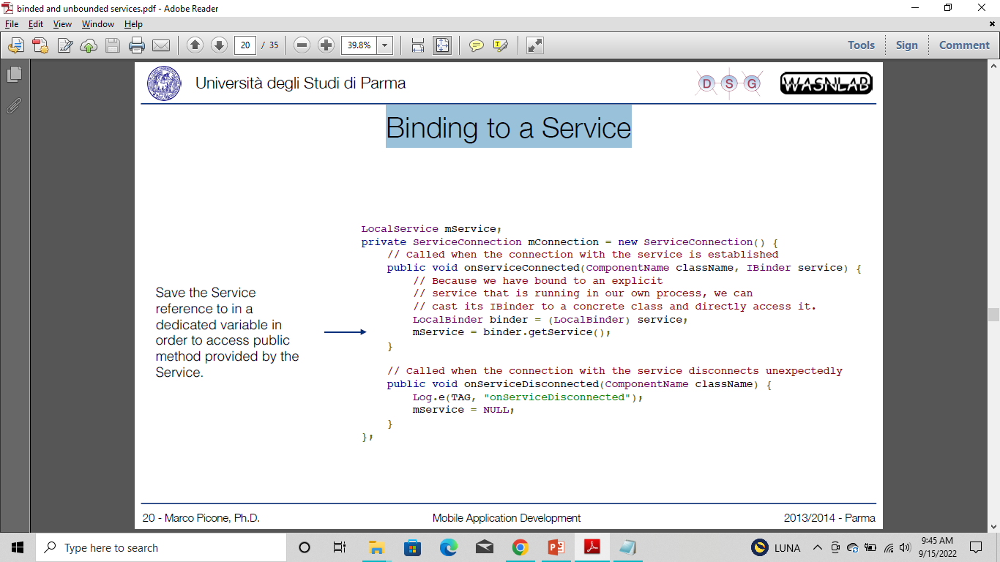 binded and unbounded services.pdf - Adobe Reader
File Edit View Window Help
20 / 35 39.8% Tools Sign Comment
Università degli Studi di Parma D S G WASNLAB
Binding to a Service
LocalService mService;
private ServiceConnection mConnection = new ServiceConnection() {
// Called when the connection with the service is established
public void onServiceConnected(ComponentName className, IBinder service) {
// Because we have bound to an explicit
// service that is running in our own process, we can
// cast its IBinder to a concrete class and directly access it.
LocalBinder binder = (LocalBinder) service;
mService = binder.getService();
}
// Called when the connection with the service disconnects unexpectedly
public void onServiceDisconnected(ComponentName className) {
Log.e(TAG, "onServiceDisconnected");
mService = NULL;
}
};
Save the Service
reference to in a
dedicated variable in
order to access public
method provided by the
Service.
20 - Marco Picone, Ph.D. Mobile Application Development 2013/2014 - Parma
Type here to search LUNA 9:45 AM
9/15/2022